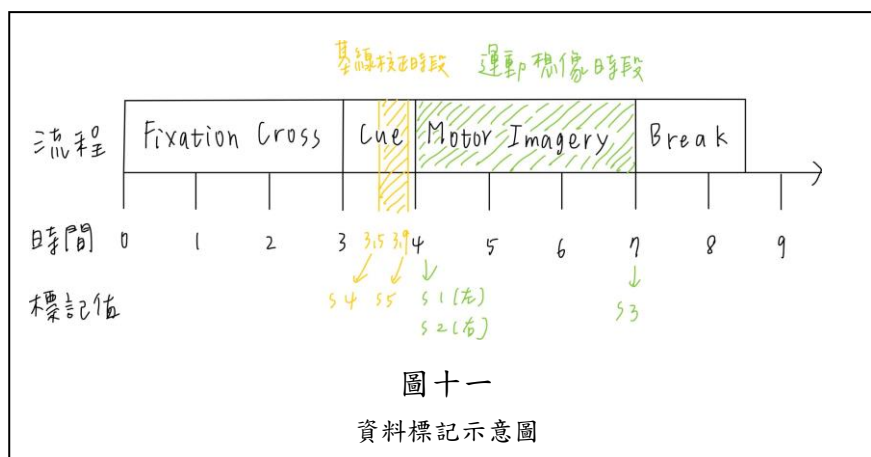 基線校正時段 運動想像時段
流程 Fixation Cross Cue Motor Imagery Break
時間 0 1 2 3 3.5 3.9 4 5 6 7 8 9
標記值 S4 S5 S1(左) S3
S2(右)
圖十一
資料標記示意圖